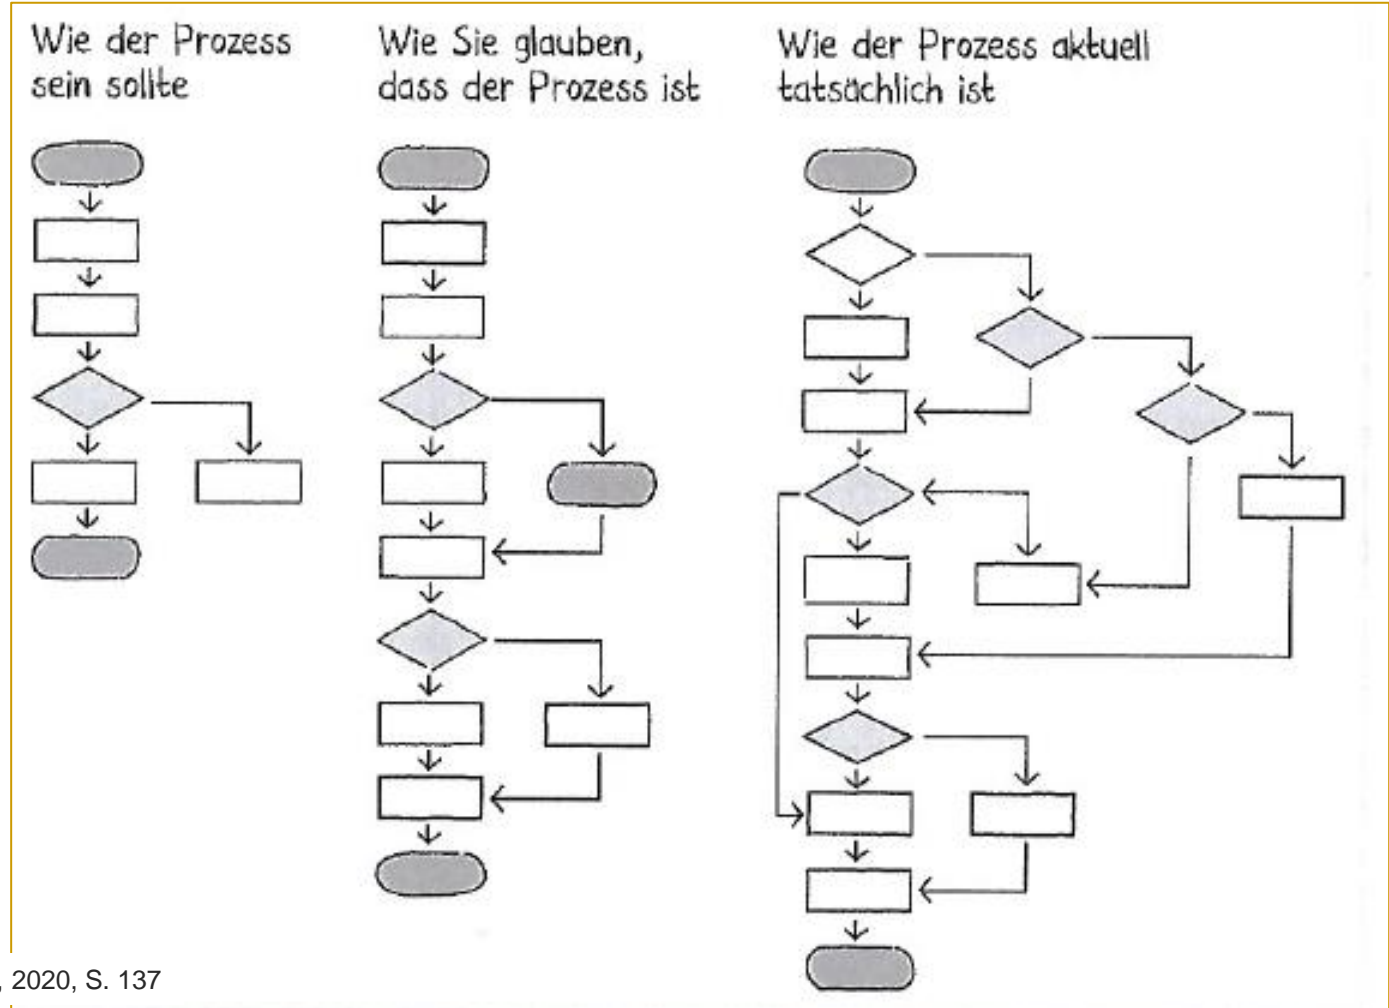 Wie der Prozess
sein sollte
Wie Sie glauben,
dass der Prozess ist
Wie der Prozess aktuell
tatsächlich ist
, 2020, S. 137